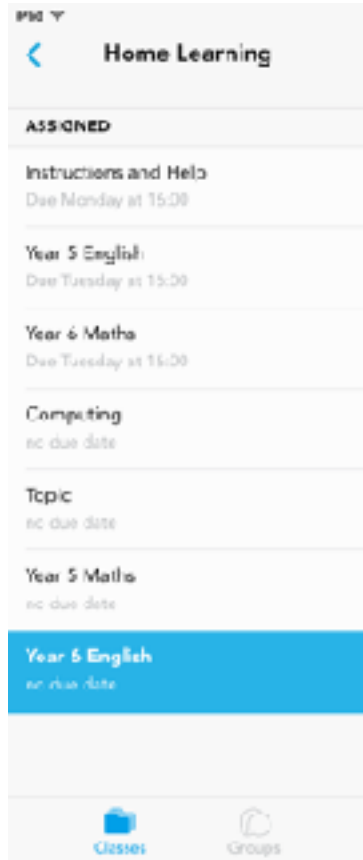 iPad
Home Learning
ASSIGNED
Instructions and Help
Due Monday at 15:00
Year 5 English
Due Tuesday at 15:00
Year 6 Maths
Due Tuesday at 15:00
Computing
no due date
Topic
no due date
Year 5 Maths
no due date
Year 6 English
no due date
Classes
Groups